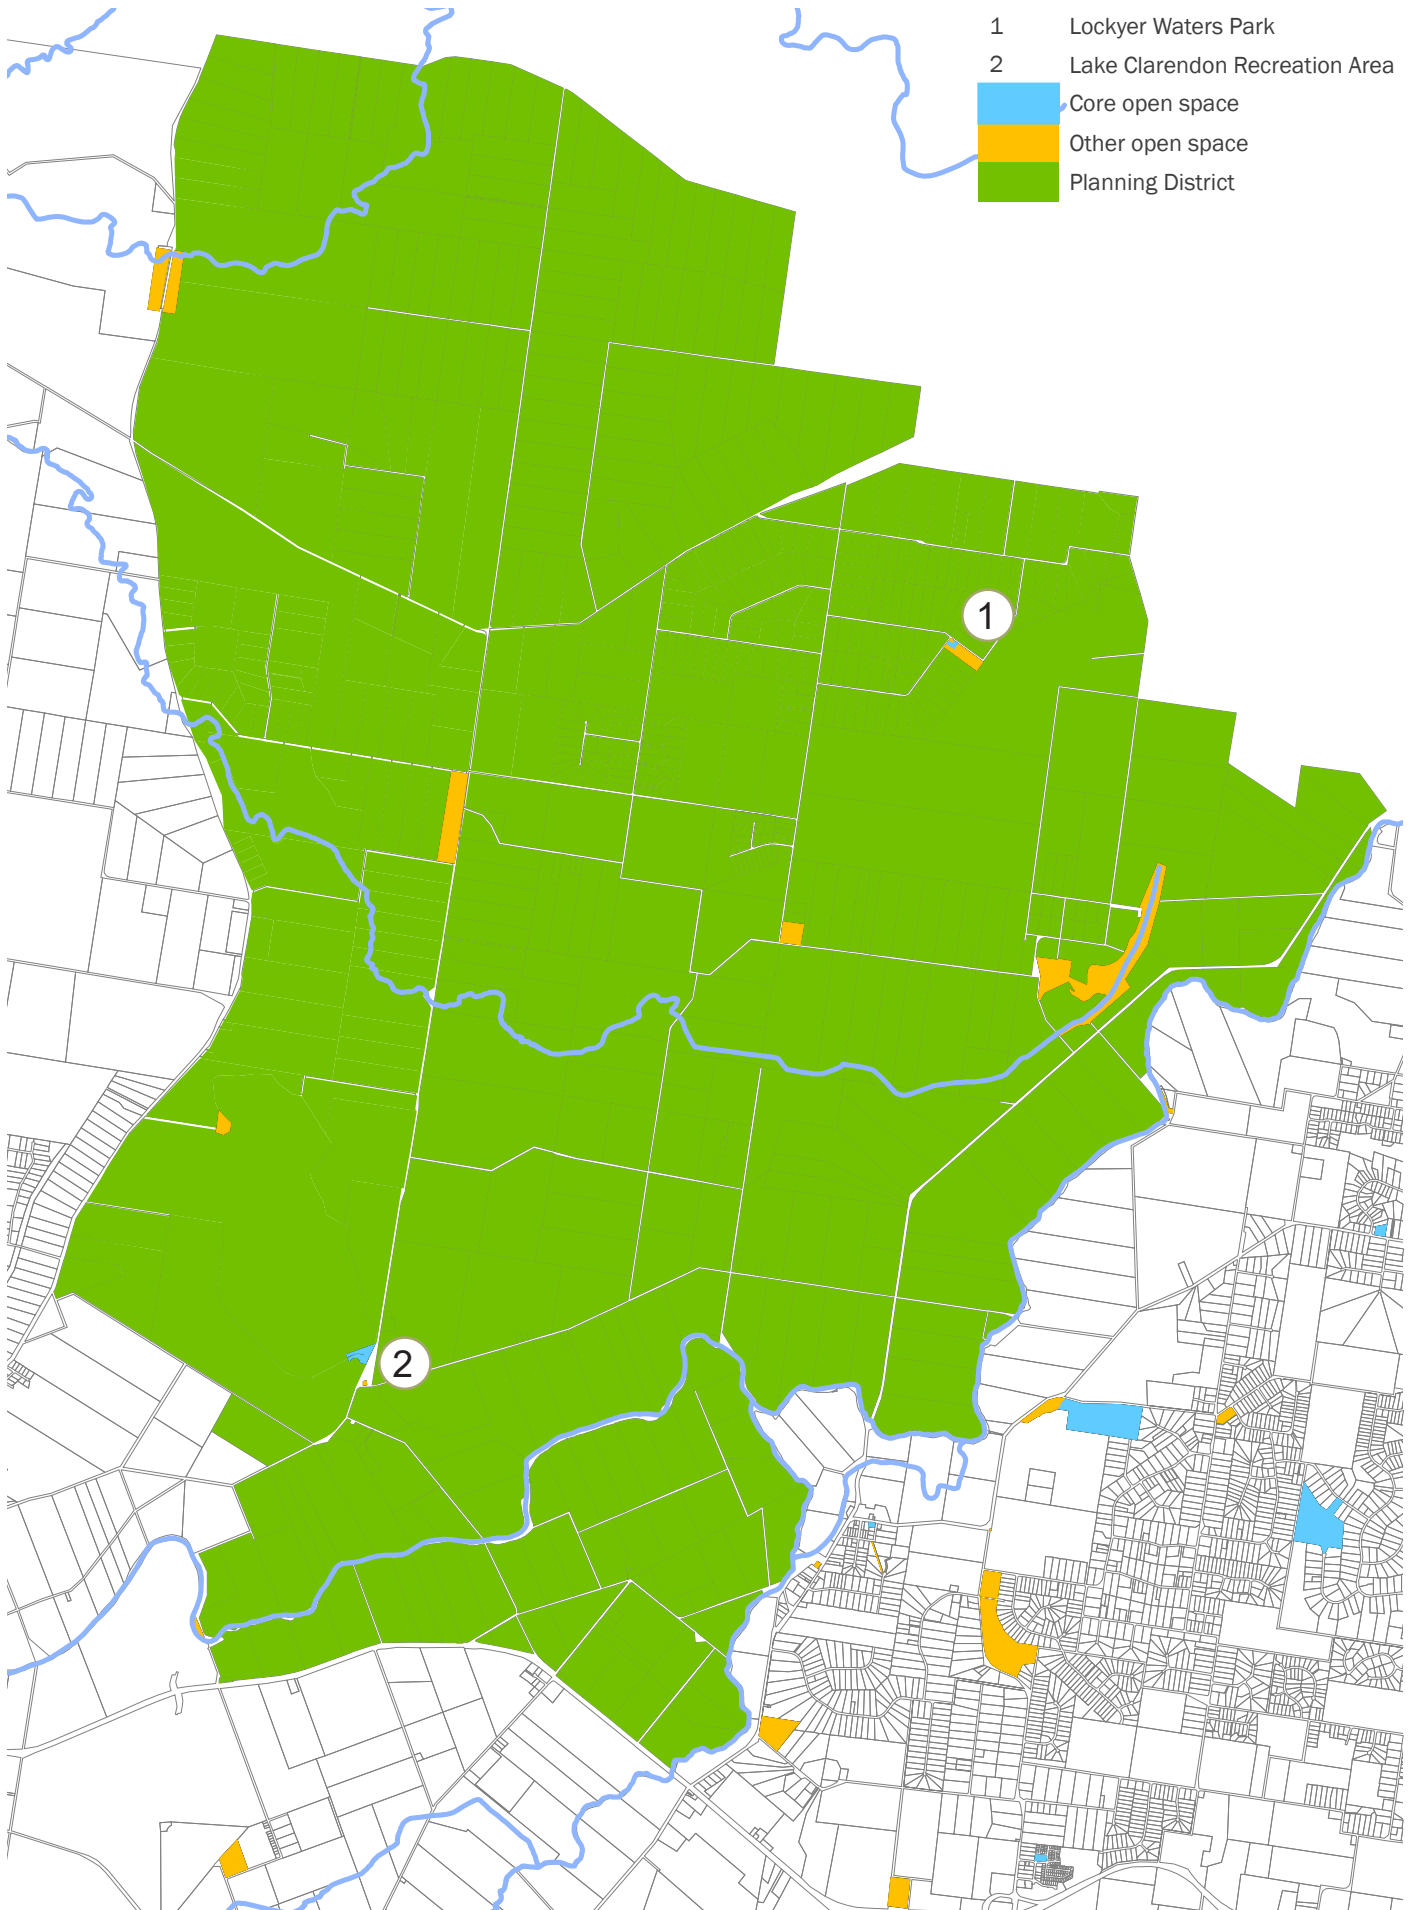 1 Lockyer Waters Park
2 Lake Clarendon Recreation Area
Core open space
Other open space
Planning District
1
2